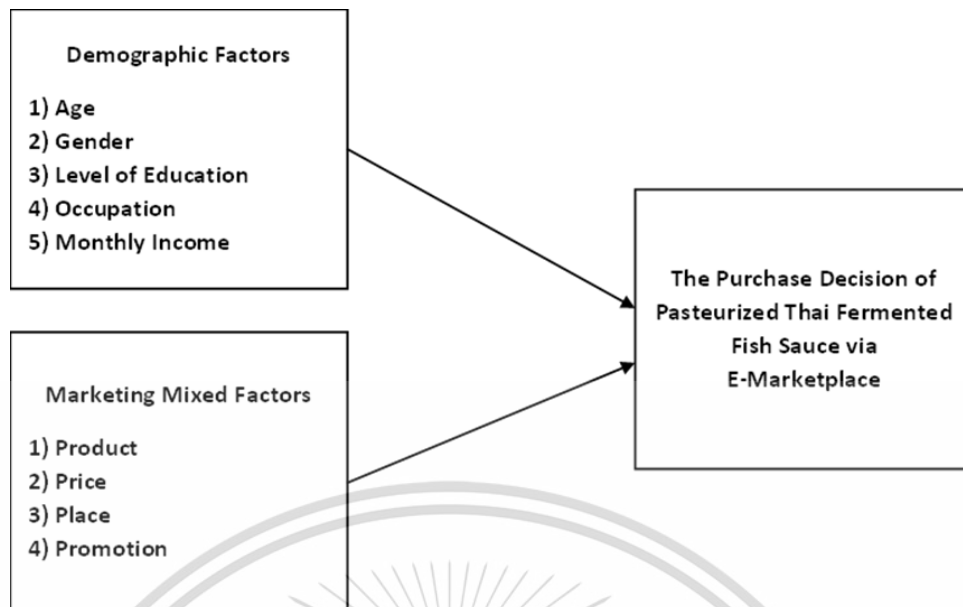 Demographic Factors
1) Age
2) Gender
3) Level of Education
4) Occupation
5) Monthly Income
Marketing Mixed Factors
1) Product
2) Price
3) Place
4) Promotion
The Purchase Decision of
Pasteurized Thai Fermented
Fish Sauce via
E-Marketplace